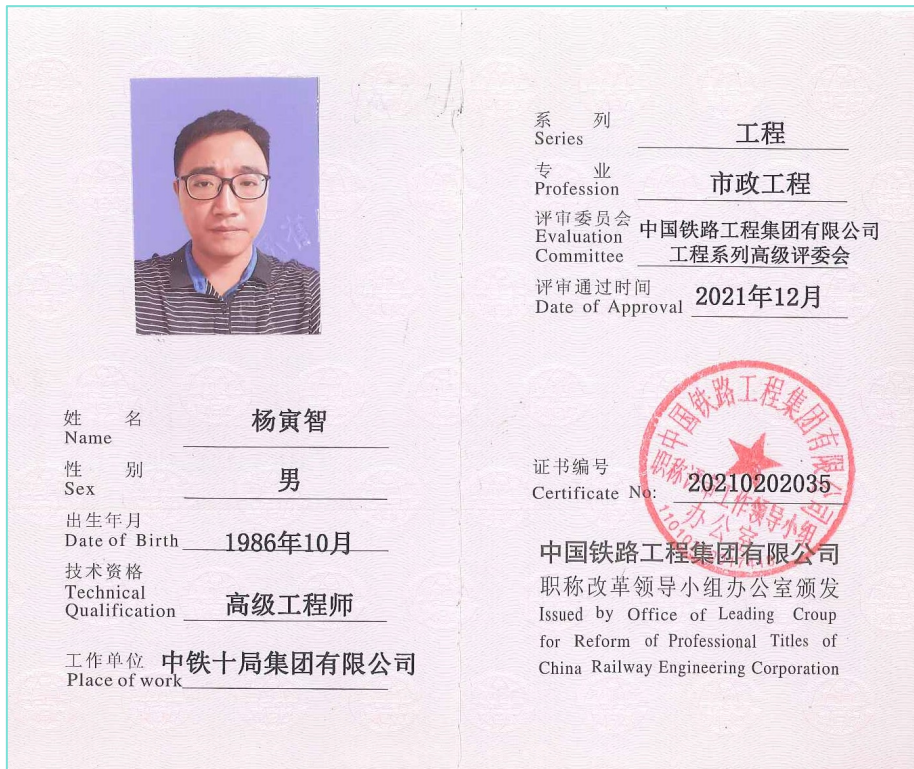 姓 名
Name
杨寅智
性 别
Sex
男
出生年月
Date of Birth
1986年10月
技术资格
Technical
Qualification
高级工程师
工作单位
Place of work
中铁十局集团有限公司
系 列
Series
工程
专 业
Profession
市政工程
评审委员会
Evaluation
Committee
中国铁路工程集团有限公司
工程系列高级评委会
评审通过时间
Date of Approval
2021年12月
中国铁路工程集团有限公司
职称评审工作领导小组
办公室
证书编号
Certificate No:
20210202035
中国铁路工程集团有限公司
职称改革领导小组办公室颁发
Issued by Office of Leading Croup
for Reform of Professional Titles of
China Railway Engineering Corporation